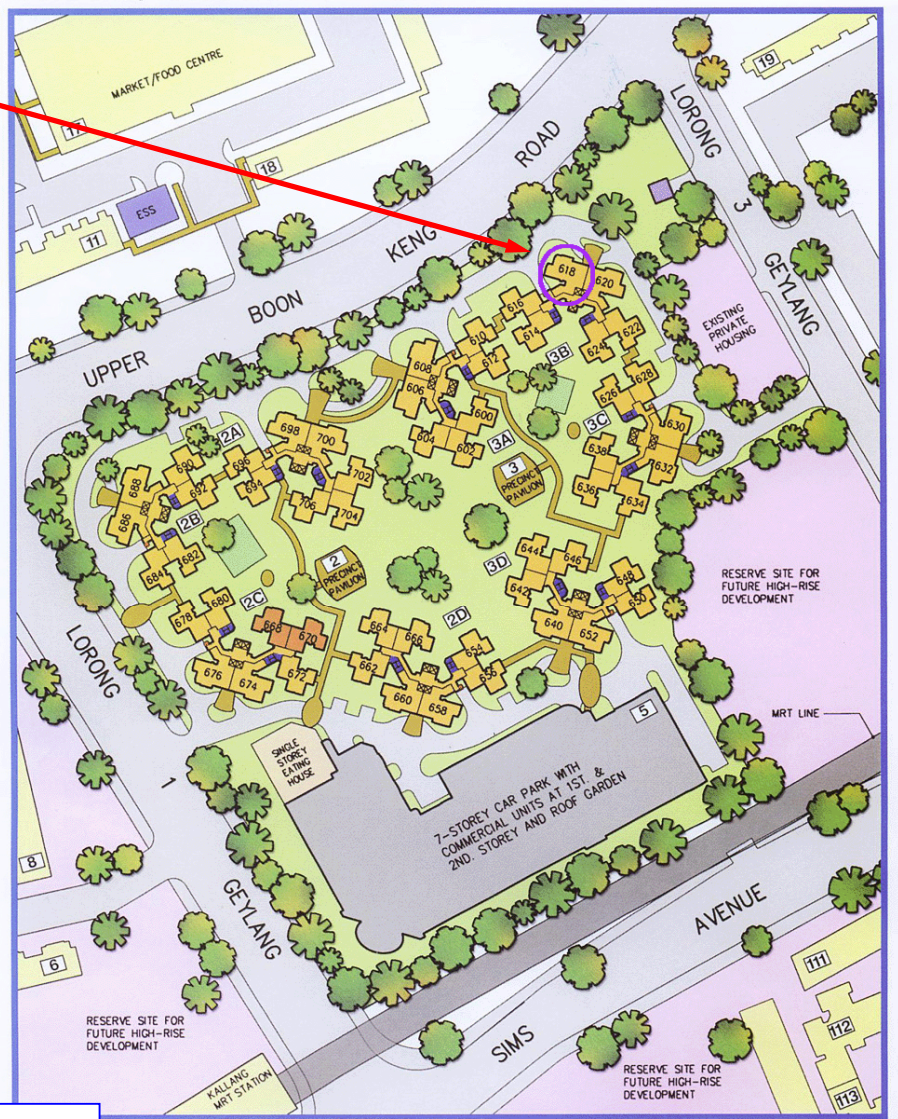 MARKET/FOOD CENTRE
17
18
ESS
11
19
LORONG
3
GEYLANG
EXISTING
PRIVATE
HOUSING
UPPER
BOON
KENG
ROAD
618
620
616
614
622
624
610
612
3B
608
606
628
626
600
604
602
3A
3C
630
632
638
636
634
3
PRECINCT
PAVILION
698
700
2A
696
694
702
706
704
690
692
688
686
2B
684
682
2
PRECINCT
PAVILION
3D
644
646
642
648
650
640
652
2C
680
678
668
670
676
674
672
2D
664
666
662
654
656
660
658
RESERVE SITE FOR
FUTURE HIGH-RISE
DEVELOPMENT
MRT LINE
LORONG
1
GEYLANG
SINGLE
STOREY
EATING
HOUSE
5
7-STOREY CAR PARK WITH
COMMERCIAL UNITS AT 1ST. &
2ND. STOREY AND ROOF GARDEN
8
6
RESERVE SITE FOR
FUTURE HIGH-RISE
DEVELOPMENT
KALLANG
MRT STATION
SIMS
AVENUE
111
112
113
RESERVE SITE FOR
FUTURE HIGH-RISE
DEVELOPMENT